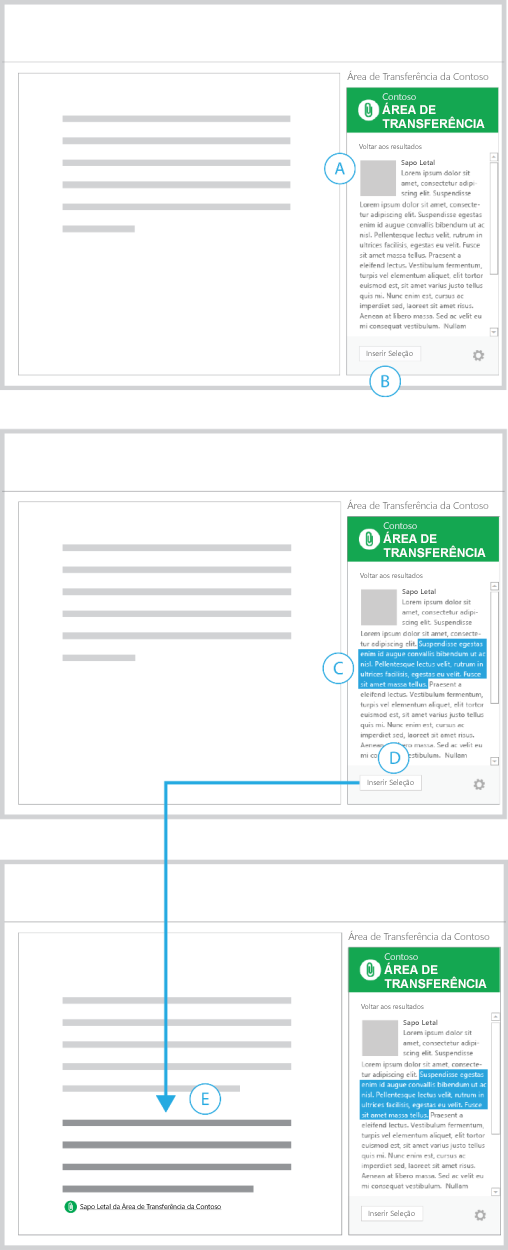 Área de Transferência da Contoso
Contoso
ÁREA DE
TRANSFERÊNCIA
Voltar aos resultados
A
Sapo Letal
Lorem ipsum dolor sit
amet, consectetur adipi-
scing elit. Suspendisse
Lorem ipsum dolor sit amet, consecte-
tur adipiscing elit. Suspendisse egestas
enim id augue convallis bibendum ut ac
nisl. Pellentesque lectus velit, rutrum in
ultrices facilisis, egestas eu velit. Fusce
sit amet massa tellus. Praesent a
eleifend lectus. Vestibulum fermentum,
turpis vel elementum aliquet, elit tortor
euismod est, sit amet varius justo tellus
quis mi. Nunc enim est, cursus ac
imperdiet sed, laoreet sit amet risus.
Aenean at libero massa. Sed ac velit eu
mi consequat vestibulum. Nullam
Inserir Seleção
B
Área de Transferência da Contoso
Contoso
ÁREA DE
TRANSFERÊNCIA
Voltar aos resultados
Sapo Letal
Lorem ipsum dolor sit
amet, consectetur adipi-
scing elit. Suspendisse
Lorem ipsum dolor sit amet, consecte-
tur adipiscing elit. Suspendisse egestas
enim id augue convallis bibendum ut ac
nisl. Pellentesque lectus velit, rutrum in
C
ultrices facilisis, egestas eu velit. Fusce
sit amet massa tellus. Praesent a
eleifend lectus. Vestibulum fermentum,
turpis vel elementum aliquet, elit tortor
euismod est, sit amet varius justo tellus
quis mi. Nunc enim est, cursus ac
imperdiet sed, laoreet sit amet risus.
Aenean massa. Sed ac velit eu
mi Nullam
D
Inserir Seleção
Área de Transferência da Contoso
Contoso
ÁREA DE
TRANSFERÊNCIA
Voltar aos resultados
Sapo Letal
Lorem ipsum dolor sit
amet, consectetur adipi-
scing elit. Suspendisse
Lorem ipsum dolor sit amet, consecte-
tur adipiscing elit. Suspendisse egestas
enim id augue convallis bibendum ut ac
nisl. Pellentesque lectus velit, rutrum in
ultrices facilisis, egestas eu velit. Fusce
sit amet massa tellus. Praesent a
eleifend lectus. Vestibulum fermentum,
turpis vel elementum aliquet, elit tortor
euismod est, sit amet varius justo tellus
quis mi. Nunc enim est, cursus ac
imperdiet sed, laoreet sit amet risus.
Aenean at libero massa. Sed ac velit eu
mi consequat vestibulum. Nullam
E
Sapo Letal da Área de Transferência da Contoso
Inserir Seleção